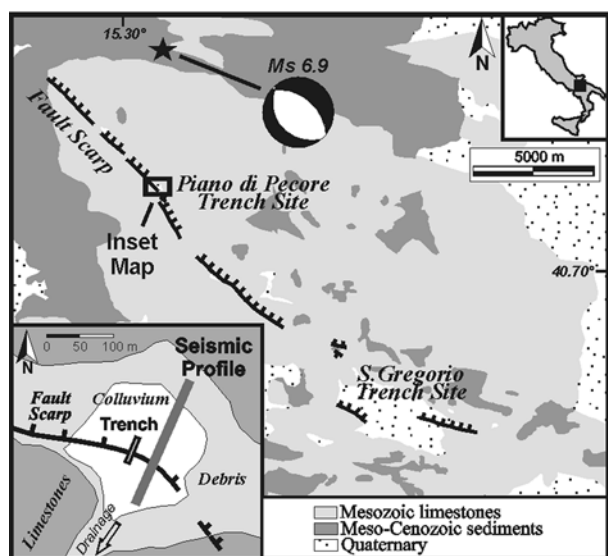 15.30°
Ms 6.9
N
5000 m
Fault Scarp
Piano di Pecore
Trench Site
Inset
Map
40.70°
S.Gregorio
Trench Site
0 50 100 m
N
Seismic
Profile
Colluvium
Fault
Scarp
Trench
Debris
Limestones
Drainage
Mesozoic limestones
Meso-Cenozoic sediments
Quaternary